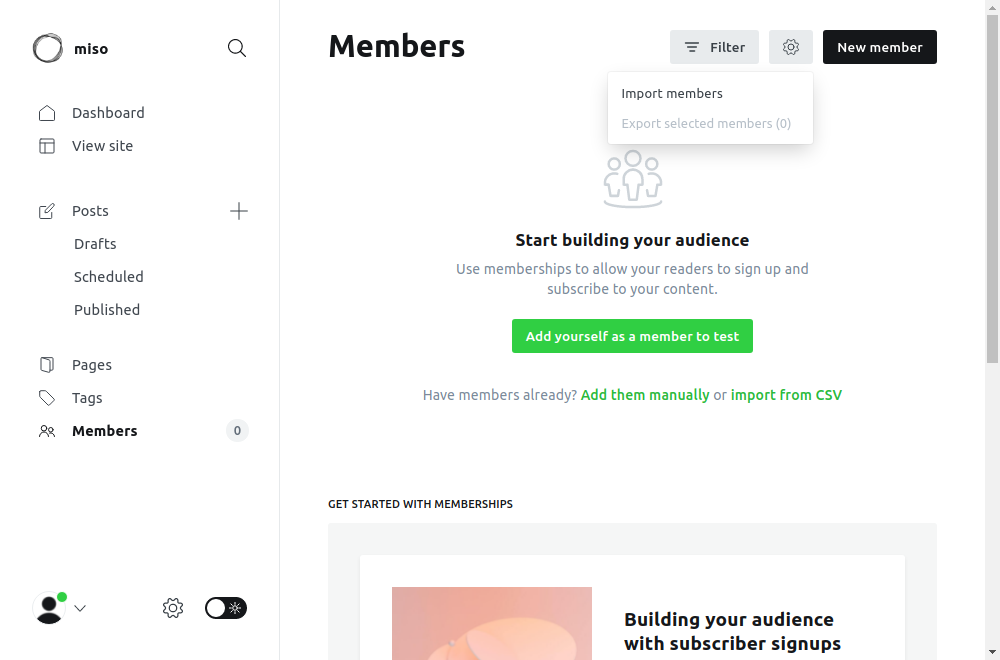 miso
Dashboard
View site
Posts
Drafts
Scheduled
Published
Pages
Tags
Members 0
Members
Filter
New member
Import members
Export selected members (0)
Start building your audience
Use memberships to allow your readers to sign up and
subscribe to your content.
Add yourself as a member to test
Have members already? Add them manually or import from CSV
GET STARTED WITH MEMBERSHIPS
Building your audience
with subscriber signups